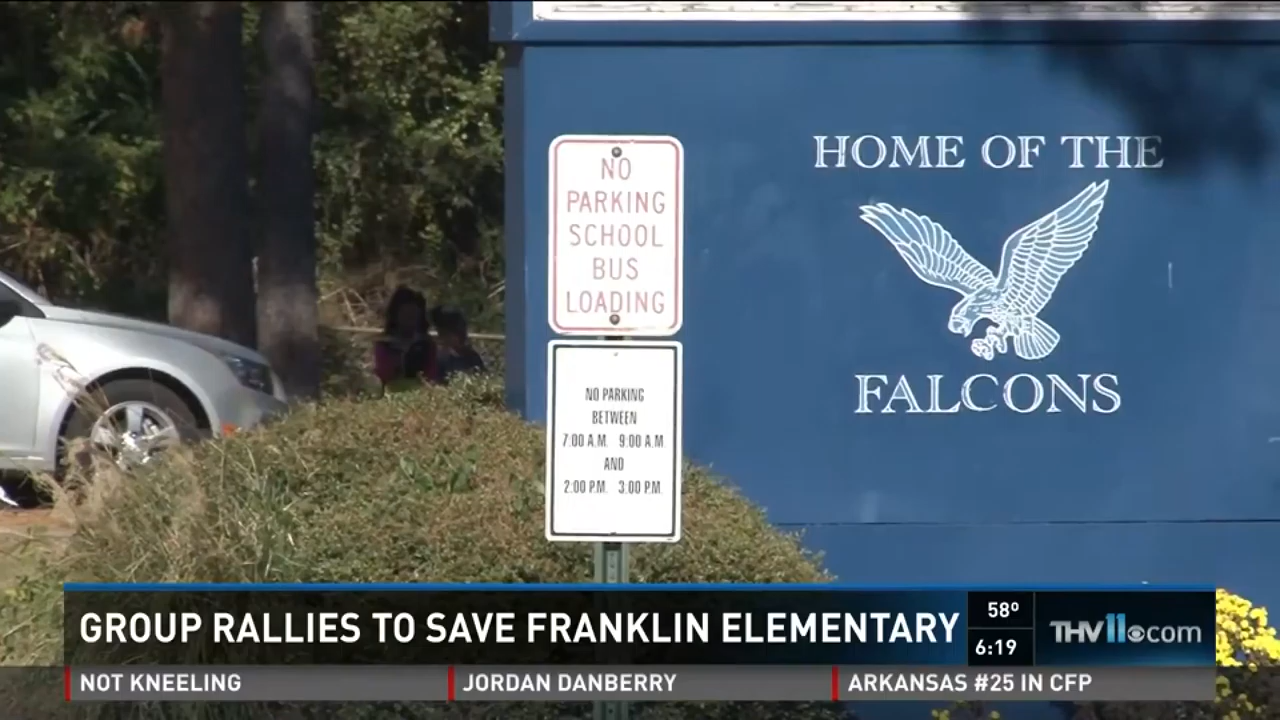 HOME OF THE
FALCONS
NO
PARKING
SCHOOL
BUS
LOADING
NO PARKING
BETWEEN
7:00 A.M. 9:00 A.M.
AND
2:00 P.M. 3:00 P.M.
GROUP RALLIES TO SAVE FRANKLIN ELEMENTARY
58°
6:19
THV11.com
NOT KNEELING
JORDAN DANBERRY
ARKANSAS #25 IN CFP